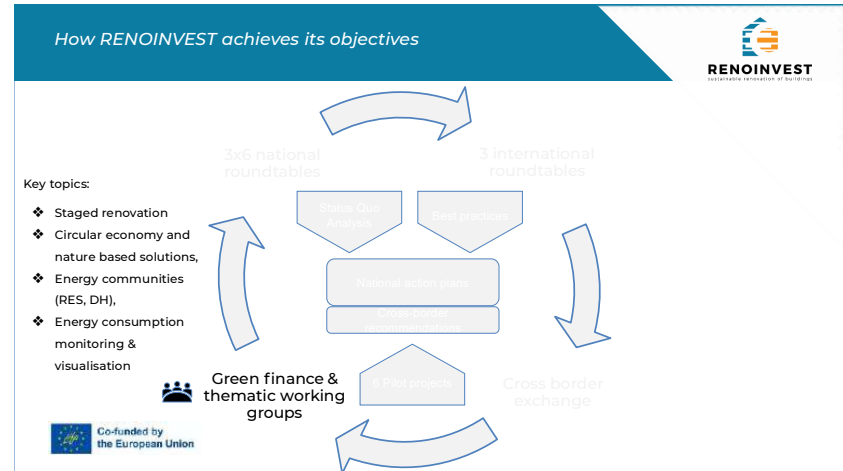 How RENOINVEST achieves its objectives
RENOINVEST
sustainable renovation of buildings
3x6 national
roundtables
3 international
roundtables
Key topics:
❖ Staged renovation
❖ Circular economy and
nature based solutions,
❖ Energy communities
(RES, DH),
❖ Energy consumption
monitoring &
visualisation
Status Quo
Analysis
Best practices
National action plans
Cross-border
recommendations
6 Pilot projects
Green finance &
thematic working
groups
Cross border
exchange
Co-funded by
the European Union